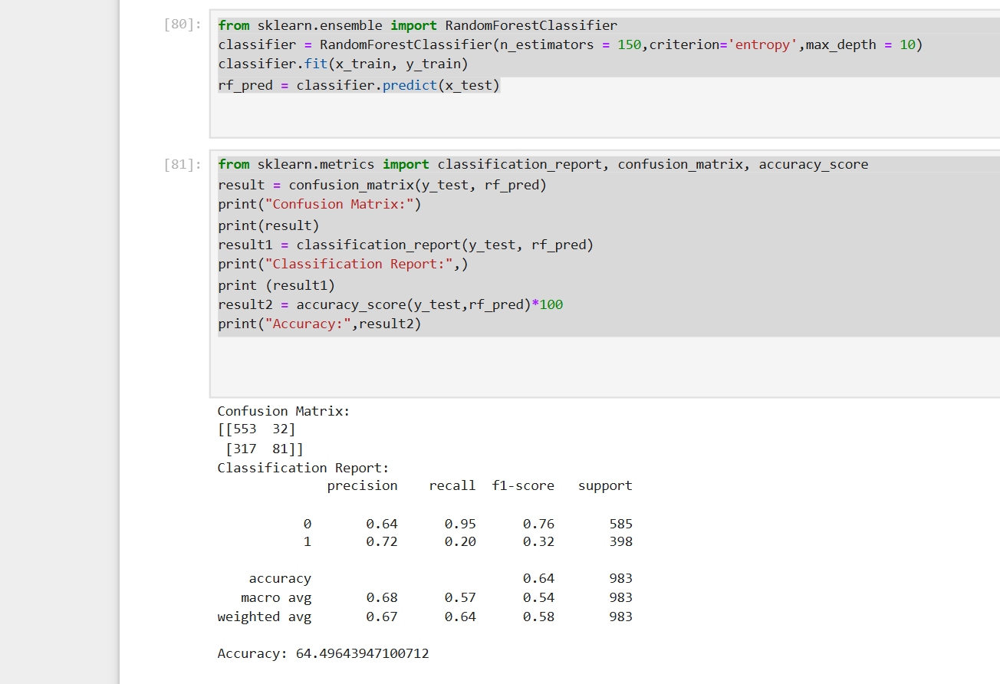 [80]:
from sklearn.ensemble import RandomForestClassifier
classifier = RandomForestClassifier(n_estimators = 150,criterion='entropy',max_depth = 10)
classifier.fit(x_train, y_train)
rf_pred = classifier.predict(x_test)
[81]:
from sklearn.metrics import classification_report, confusion_matrix, accuracy_score
result = confusion_matrix(y_test, rf_pred)
print("Confusion Matrix:")
print(result)
result1 = classification_report(y_test, rf_pred)
print("Classification Report:",)
print (result1)
result2 = accuracy_score(y_test,rf_pred)*100
print("Accuracy:",result2)
Confusion Matrix:
[[553  32]
 [317  81]]
Classification Report:
              precision    recall  f1-score   support
           0       0.64      0.95      0.76       585
           1       0.72      0.20      0.32       398
    accuracy                           0.64       983
   macro avg       0.68      0.57      0.54       983
weighted avg       0.67      0.64      0.58       983
Accuracy: 64.49643947100712